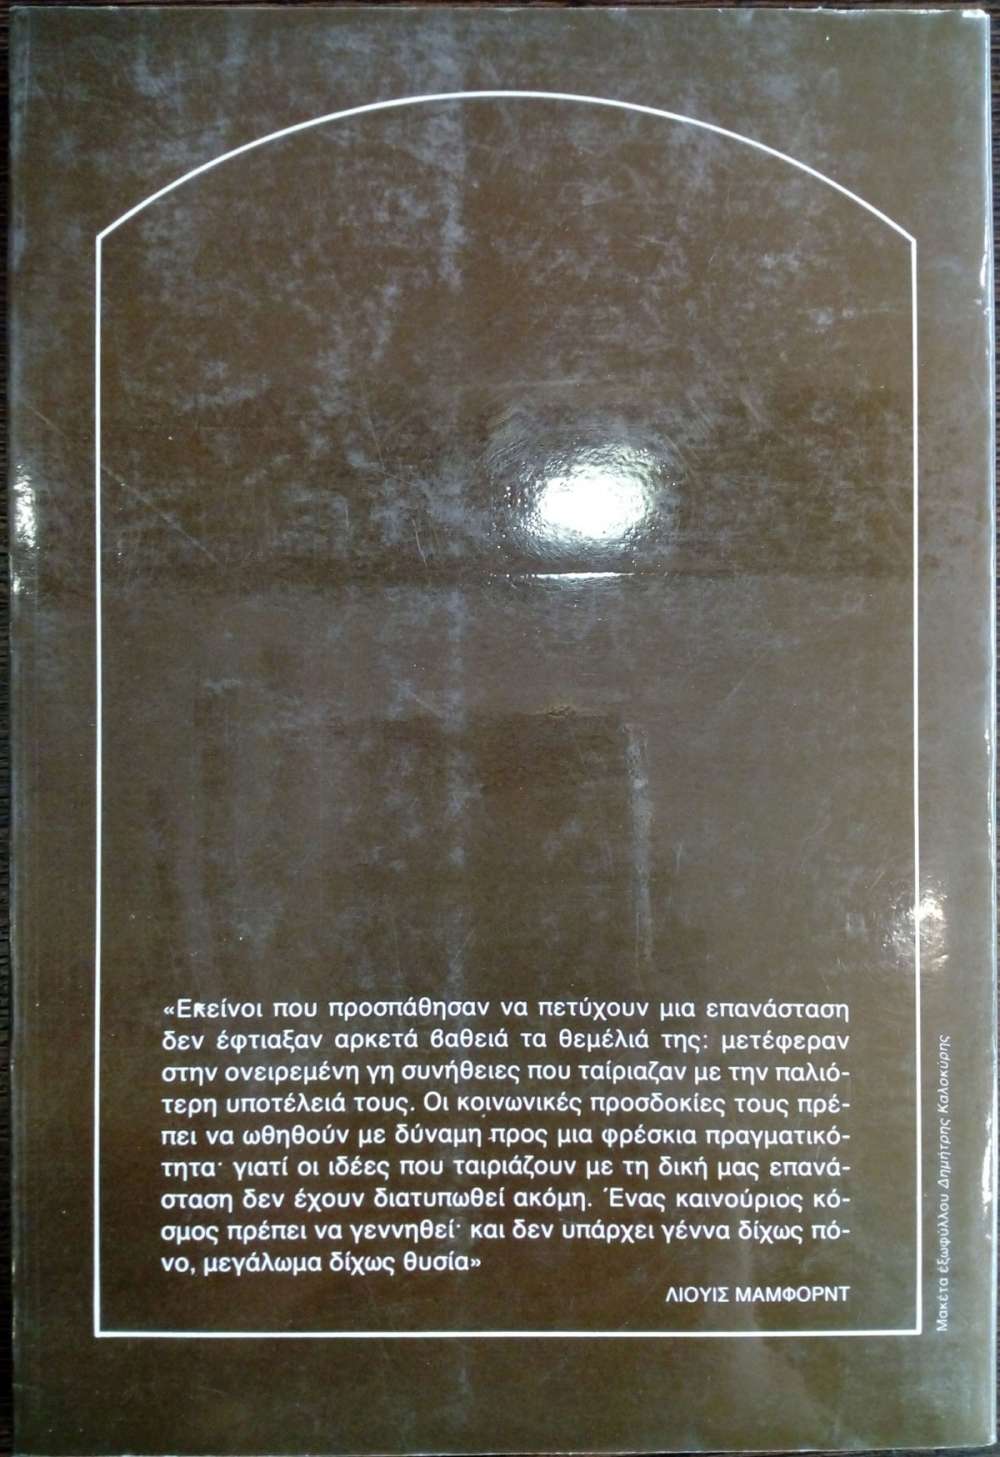 «Εκείνοι που προσπάθησαν να πετύχουν μια επανάσταση
δεν έφτιαξαν αρκετά βαθειά τα θεμέλιά της: μετέφεραν
στην ονειρεμένη γη συνήθειες που ταίριαζαν με την παλιό-
τερη υποτέλειά τους. Οι κοινωνικές προσδοκίες τους πρέ-
πει να ωθηθούν με δύναμη προς μια φρέσκια πραγματικό-
τητα· γιατί οι ιδέες που ταιριάζουν με τη δική μας επανά-
σταση δεν έχουν διατυπωθεί ακόμη. Ένας καινούριος κό-
σμος πρέπει να γεννηθεί· και δεν υπάρχει γέννα δίχως πό-
νο, μεγάλωμα δίχως θυσία»
ΛΙΟΥΙΣ ΜΑΜΦΟΡΝΤ
Μακέτα έξωφύλλου Δημήτρης Καλοκύρης